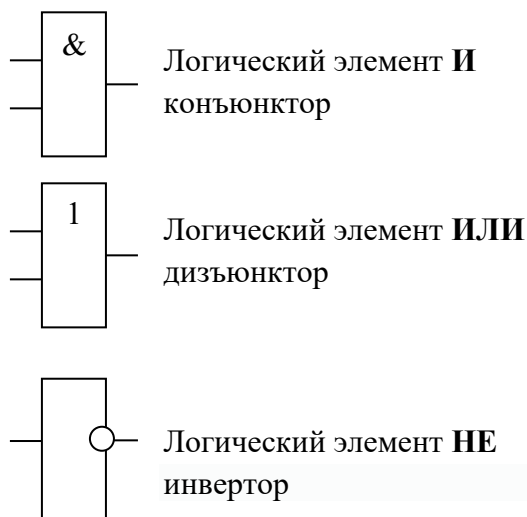 &
Логический элемент И
конъюнктор
1
Логический элемент ИЛИ
дизъюнктор
Логический элемент НЕ
инвертор